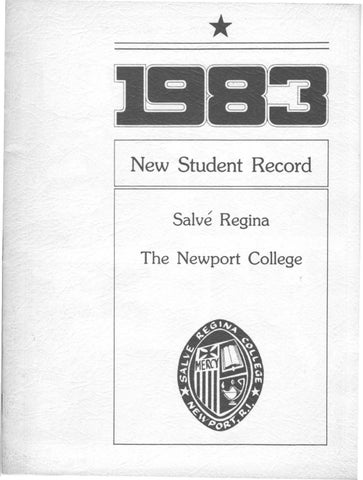 1983
New Student Record
Salvé Regina
The Newport College
SALVE REGINA COLLEGE
MERCY
NEWPORT, R.I.